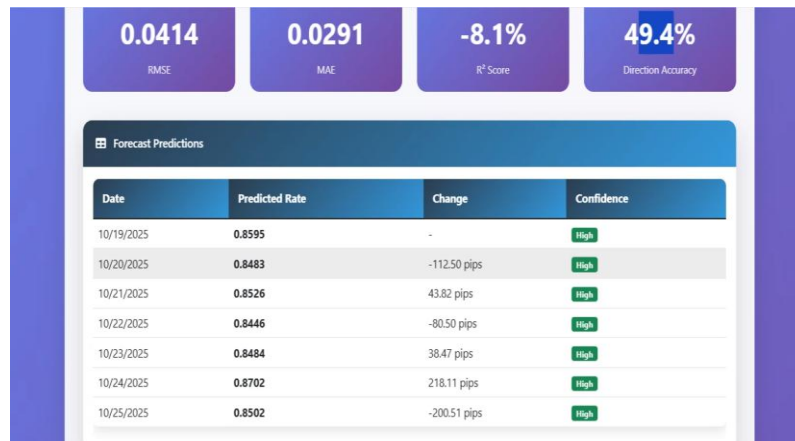 0.0414 0.0291 -8.1% 49.4%
RMSE MAE R² Score Direction Accuracy
Forecast Predictions
Date Predicted Rate Change Confidence
10/19/2025 0.8595 - High
10/20/2025 0.8483 -112.50 pips High
10/21/2025 0.8526 43.82 pips High
10/22/2025 0.8446 -80.50 pips High
10/23/2025 0.8484 38.47 pips High
10/24/2025 0.8702 218.11 pips High
10/25/2025 0.8502 -200.51 pips High